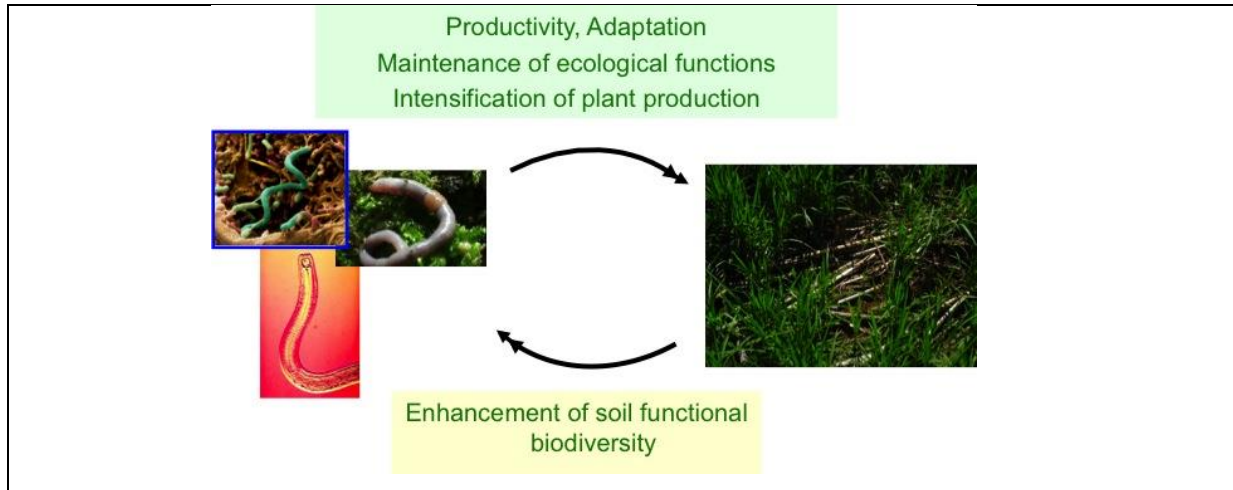 Productivity, Adaptation
Maintenance of ecological functions
Intensification of plant production
Enhancement of soil functional
biodiversity